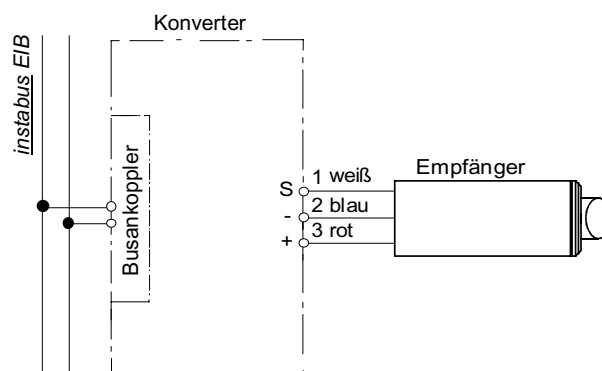 Konverter
instabus EIB
Busankoppler
Empfänger
S 1 weiß
- 2 blau
+ 3 rot